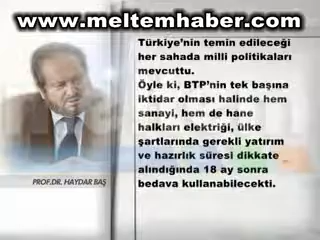 www.meltemhaber.com
Türkiye'nin temin edileceği
her sahada milli politikaları
mevcuttu.
Öyle ki, BTP'nin tek başına
iktidar olması halinde hem
sanayi, hem de hane
halkları elektriği, ülke
şartlarında gerekli yatırım
ve hazırlık süresi dikkate
alındığında 18 ay sonra
bedava kullanabilecekti.
PROF.DR. HAYDAR BAŞ